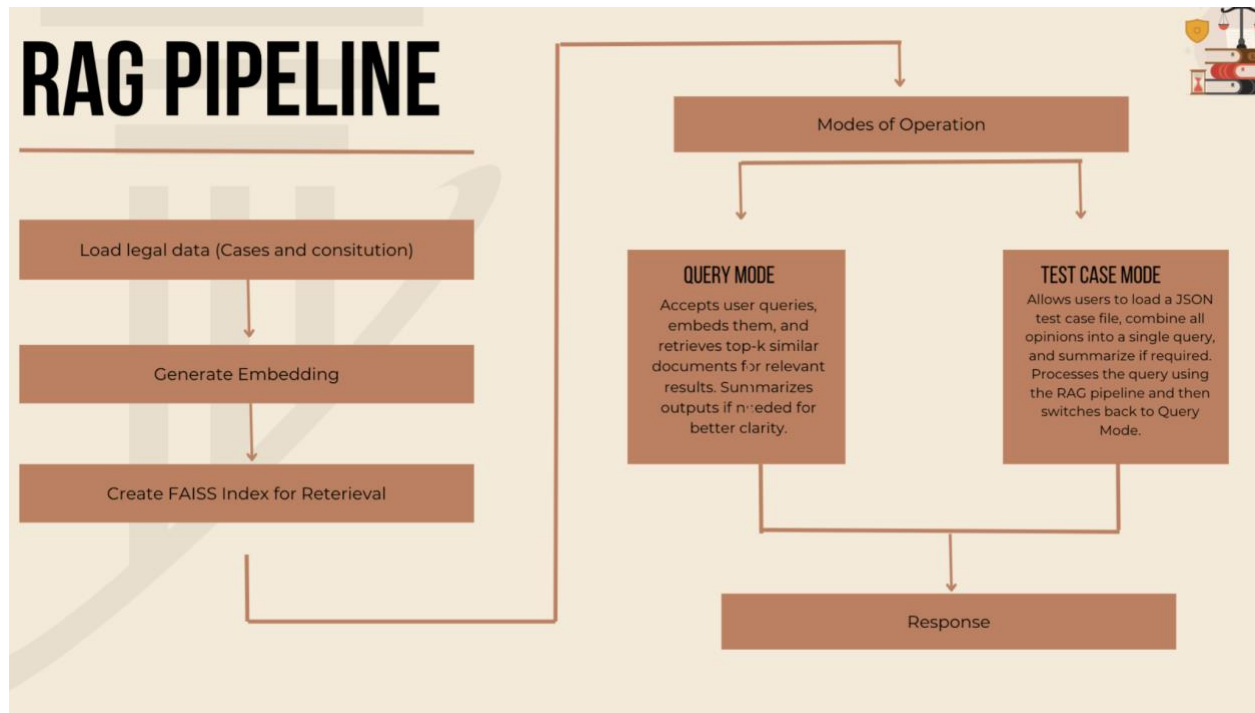 RAG PIPELINE
Load legal data (Cases and consitution)
Generate Embedding
Create FAISS Index for Reterieval
Modes of Operation
QUERY MODE
Accepts user queries,
embeds them, and
retrieves top-k similar
documents for relevant
results. Summarizes
outputs if needed for
better clarity.
TEST CASE MODE
Allows users to load a JSON
test case file, combine all
opinions into a single query,
and summarize if required.
Processes the query using
the RAG pipeline and then
switches back to Query
Mode.
Response